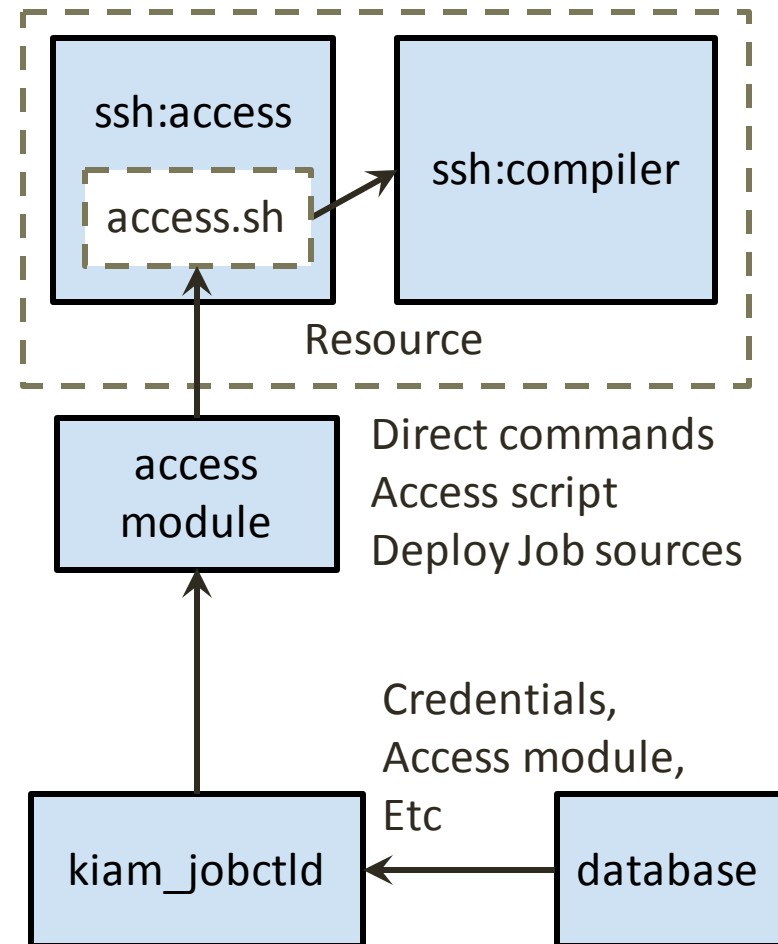 ssh:access
access.sh
ssh:compiler
Resource
access
module
Direct commands
Access script
Deploy Job sources
Credentials,
Access module,
Etc
kiam_jobctld
database